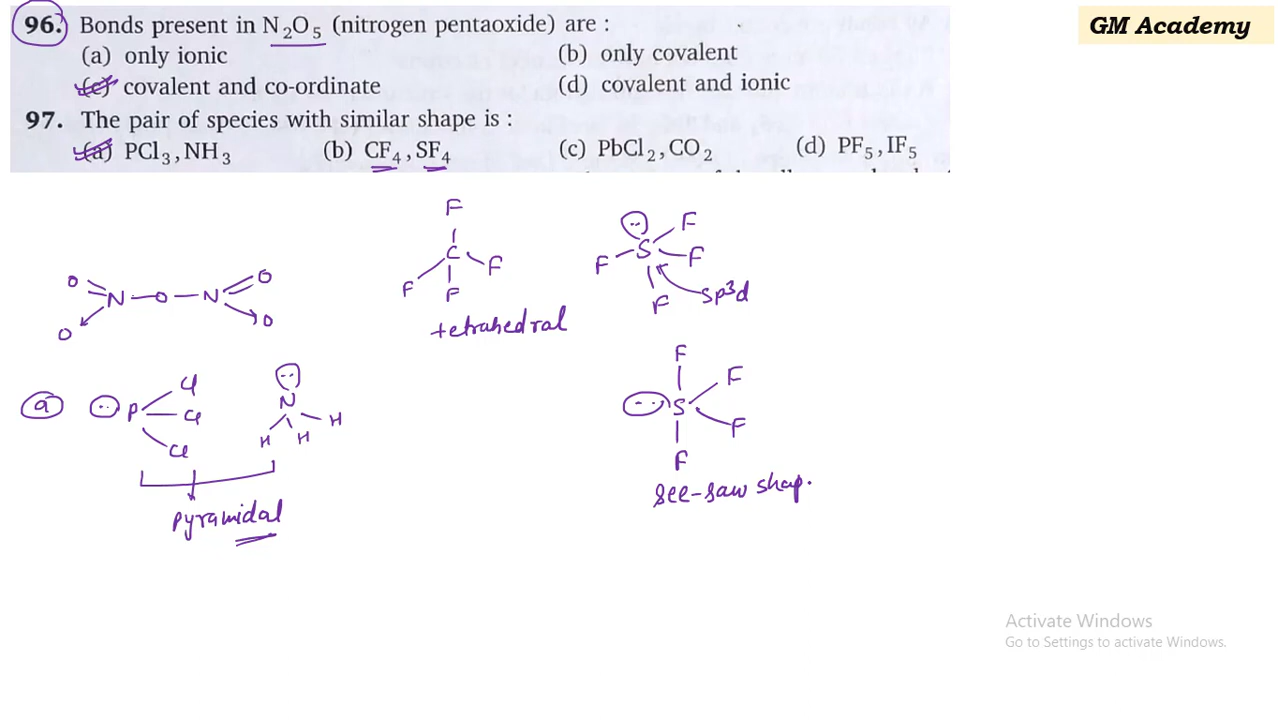 GM Academy
96. Bonds present in N2O5 (nitrogen pentaoxide) are :
(a) only ionic (b) only covalent
(c) covalent and co-ordinate (d) covalent and ionic
97. The pair of species with similar shape is :
(a) PCl3, NH3 (b) CF4, SF4 (c) PbCl2, CO2 (d) PF5, IF5
F
F
C
F
F
F
tetrahedral
F
S
F
F
F
sp3d
O
O
N
O
N
O
O
F
S
F
F
F
see-saw shap.
a
P
Cl
Cl
Cl
N
H
H
H
pyramidal
Activate Windows
Go to Settings to activate Windows.